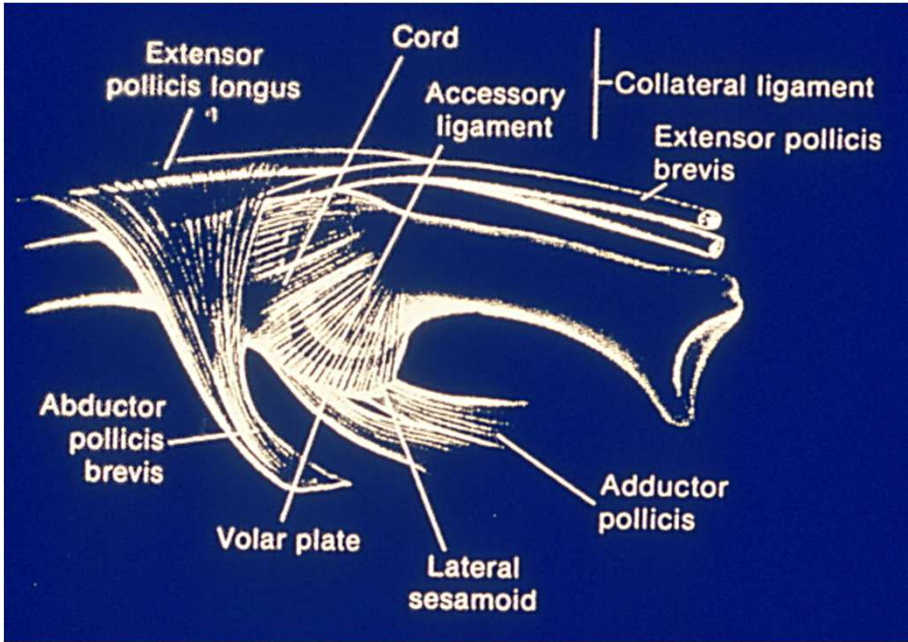 Cord
Extensor
pollicis longus
Collateral ligament
Accessory
ligament
Extensor pollicis
brevis
Abductor
pollicis
brevis
Adductor
pollicis
Volar plate
Lateral
sesamoid